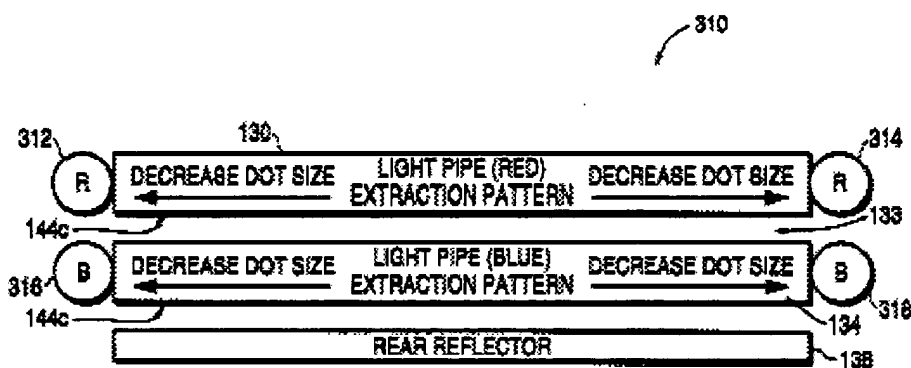 310
312 130 314
R DECREASE DOT SIZE LIGHT PIPE (RED) EXTRACTION PATTERN DECREASE DOT SIZE R
144c 133
B DECREASE DOT SIZE LIGHT PIPE (BLUE) EXTRACTION PATTERN DECREASE DOT SIZE B
316 318
144c 134
REAR REFLECTOR
138